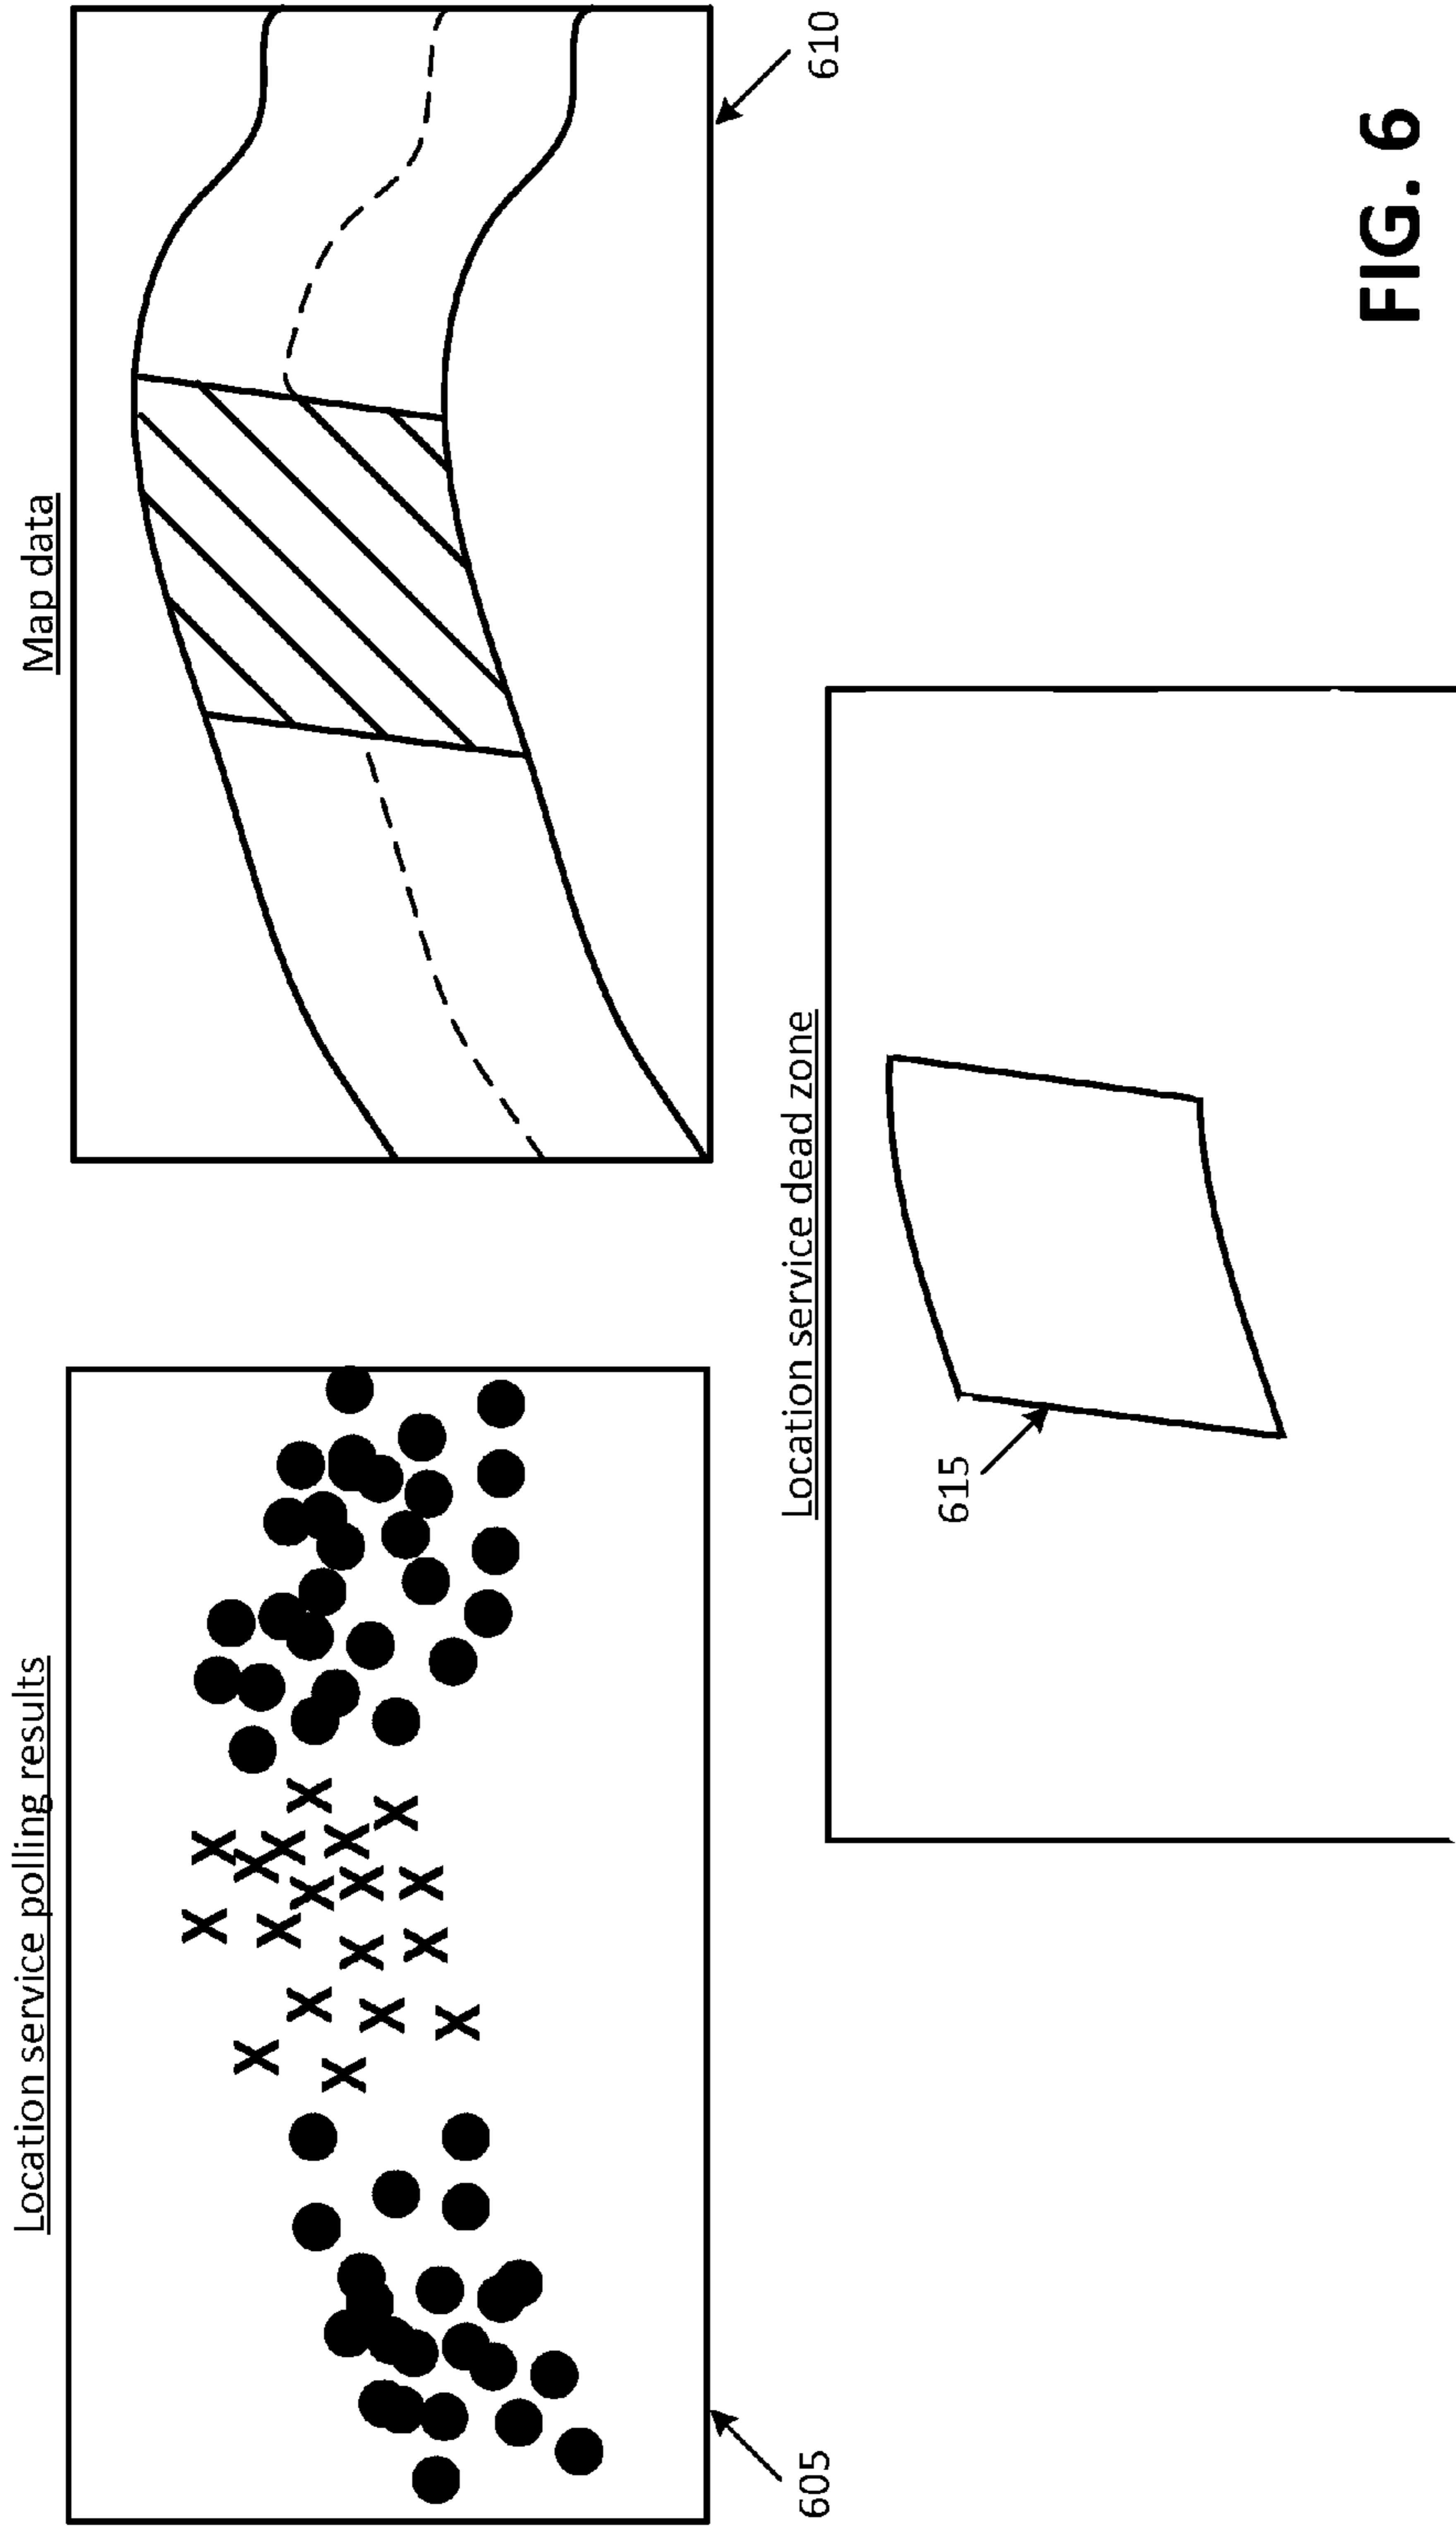 Location service polling results
605
Map data
610
Location service dead zone
615
FIG. 6